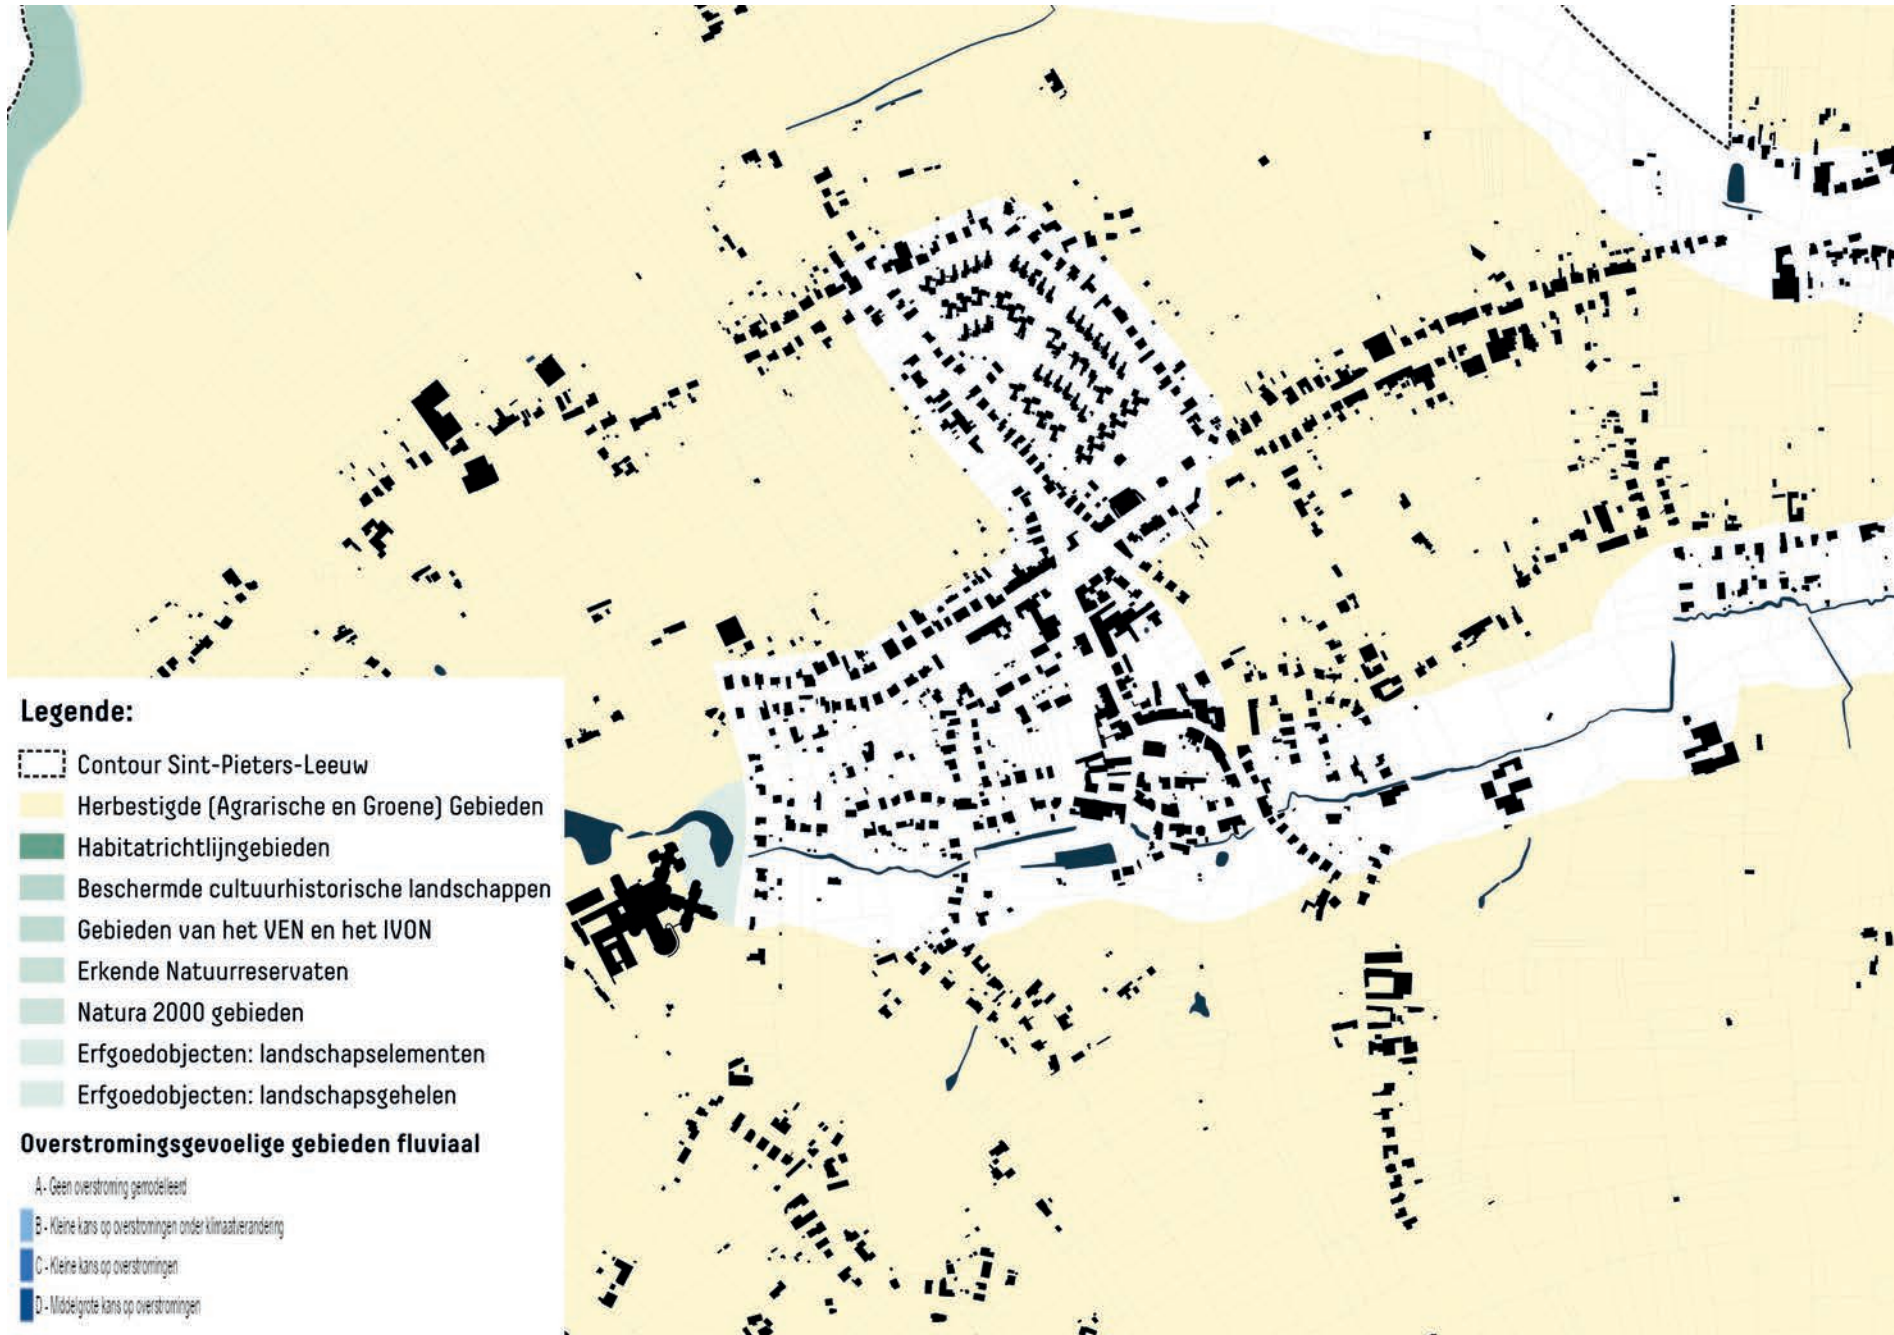 Legende:
Contour Sint-Pieters-Leeuw
Herbestigde (Agrarische en Groene) Gebieden
Habitatrichtlijngebieden
Beschermde cultuurhistorische landschappen
Gebieden van het VEN en het IVON
Erkende Natuurreservaten
Natura 2000 gebieden
Erfgoedobjecten: landschapselementen
Erfgoedobjecten: landschapsgehelen
Overstromingsgevoelige gebieden fluviaal
A - Geen overstroming gemodelleerd
B - Kleine kans op overstromingen onder klimaatverandering
C - Kleine kans op overstromingen
D - Middelgrote kans op overstromingen